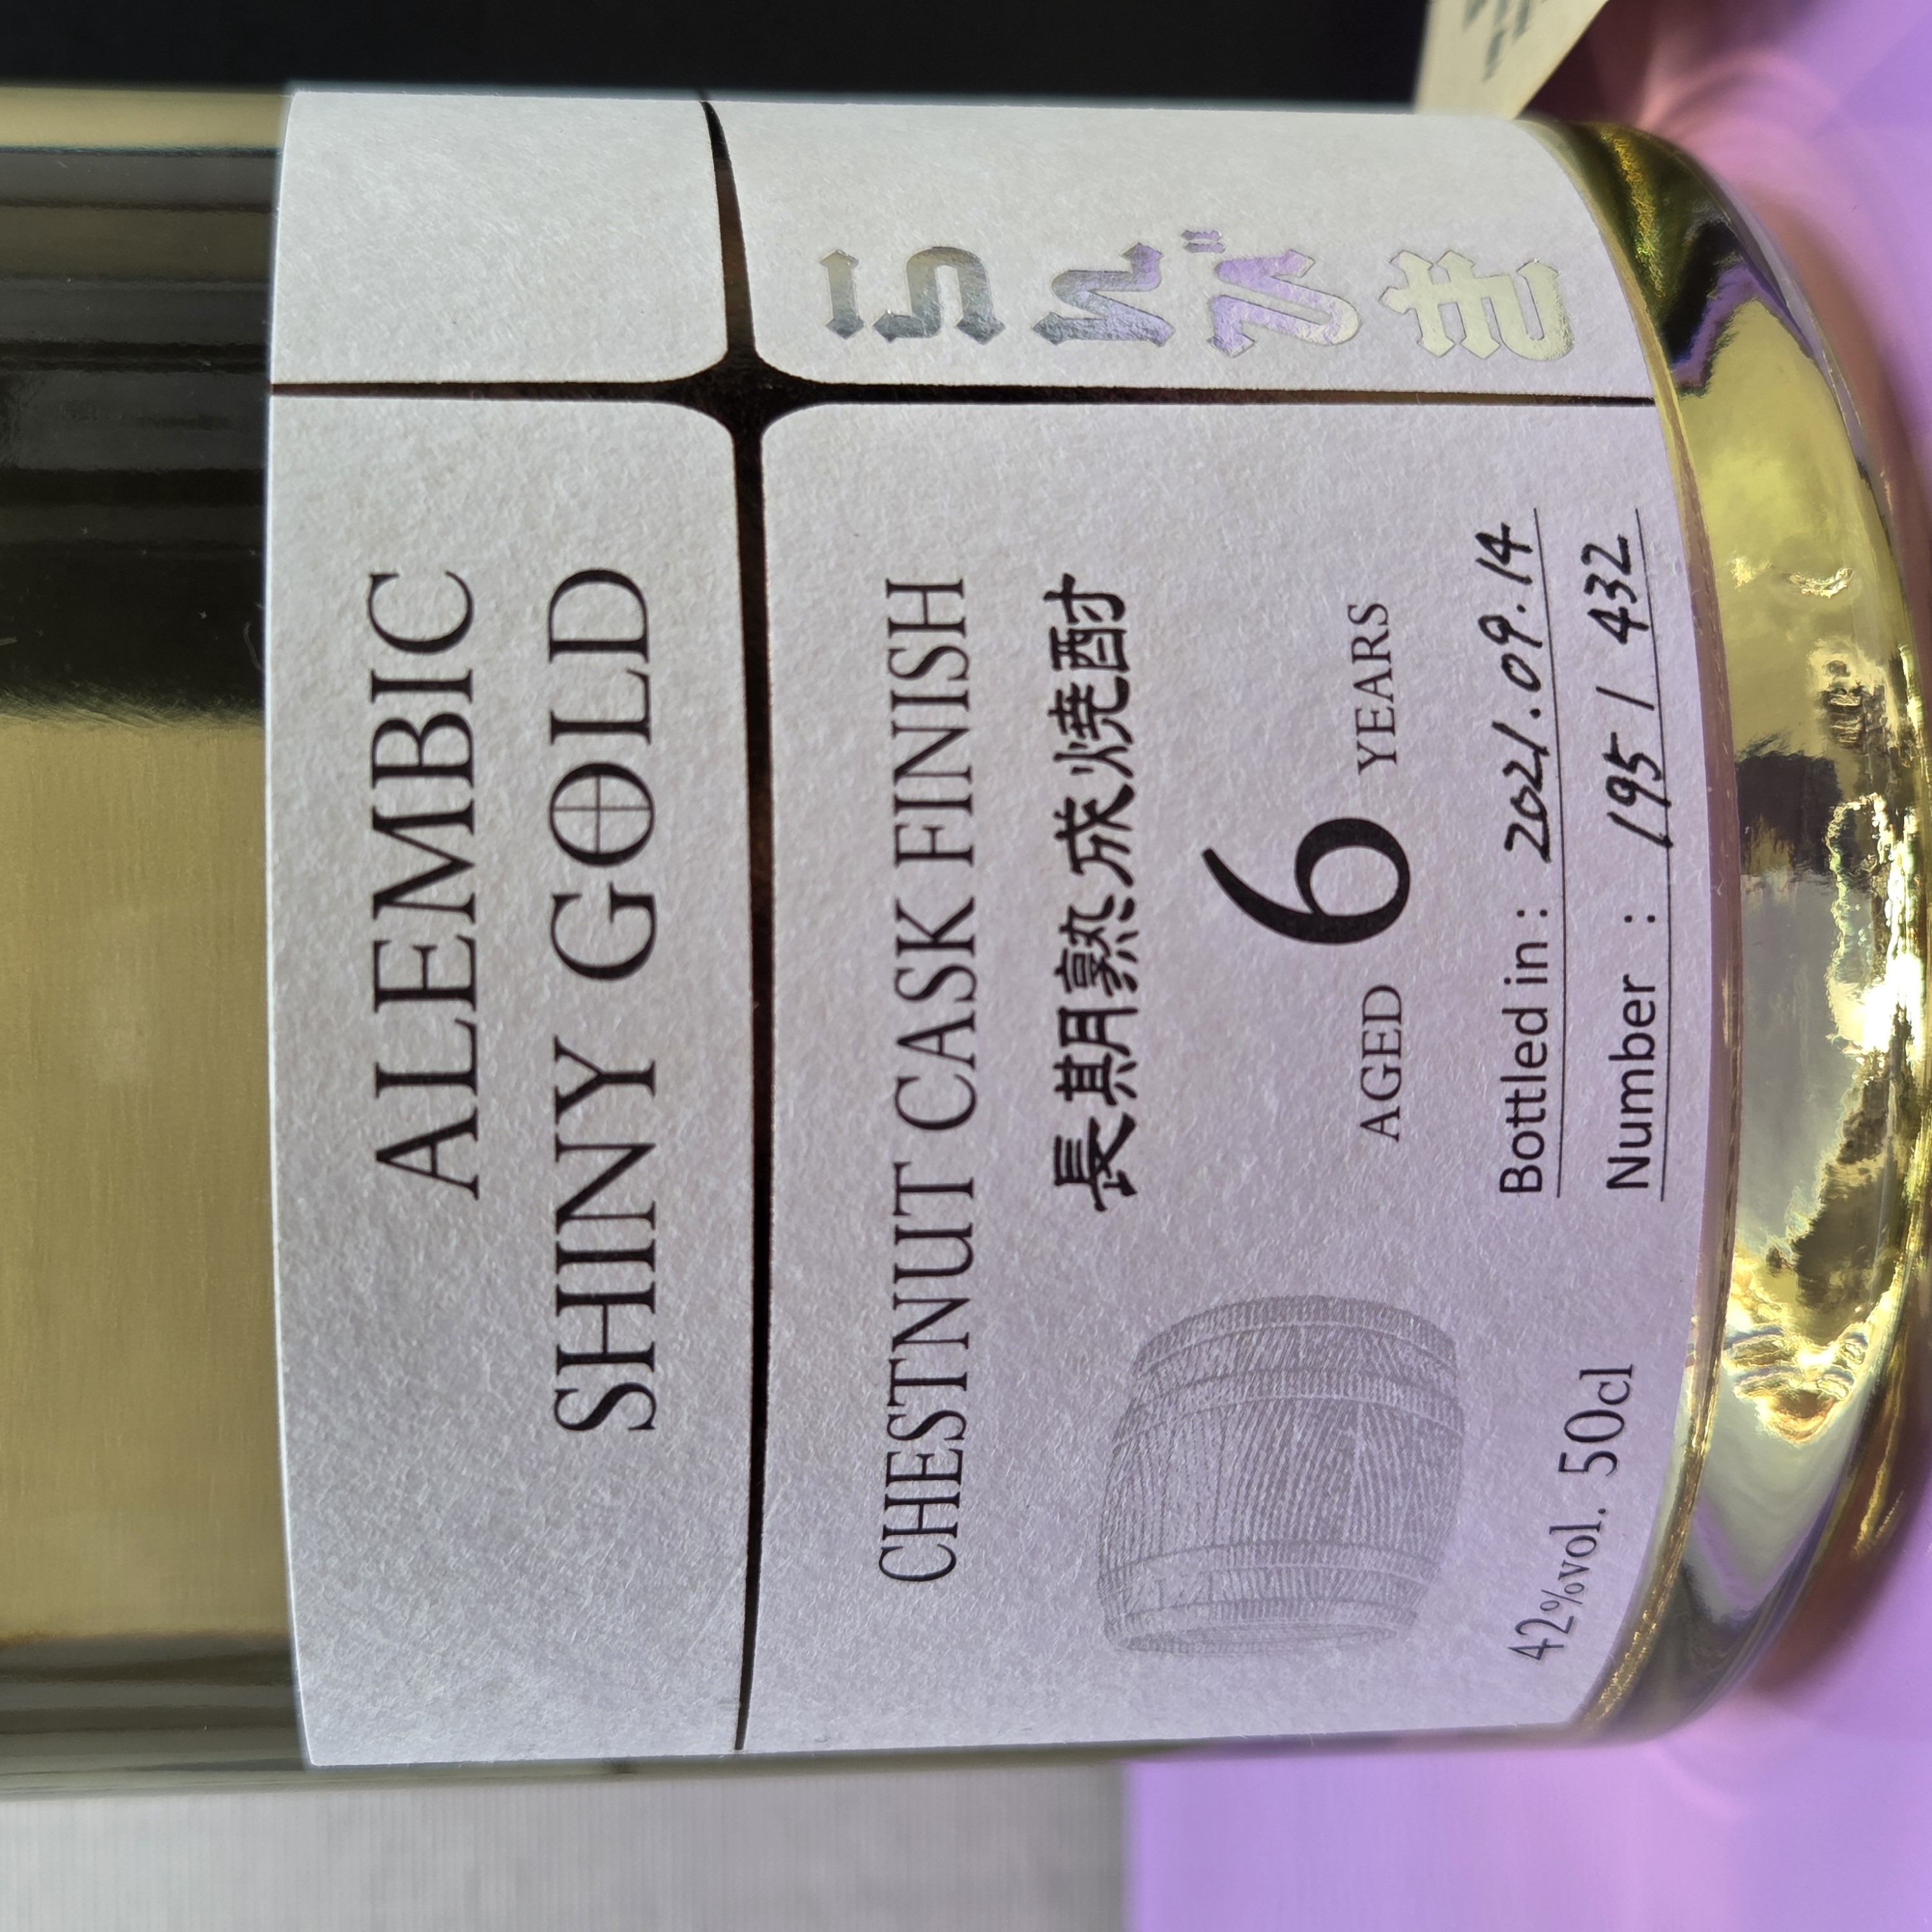 ALEMBIC
SHINY GOLD
らんびき
CHESTNUT CASK FINISH
長期熟成焼酎
AGED 6 YEARS
Bottled in : 2021.09.14
Number : 195 / 432
42%vol. 50cl